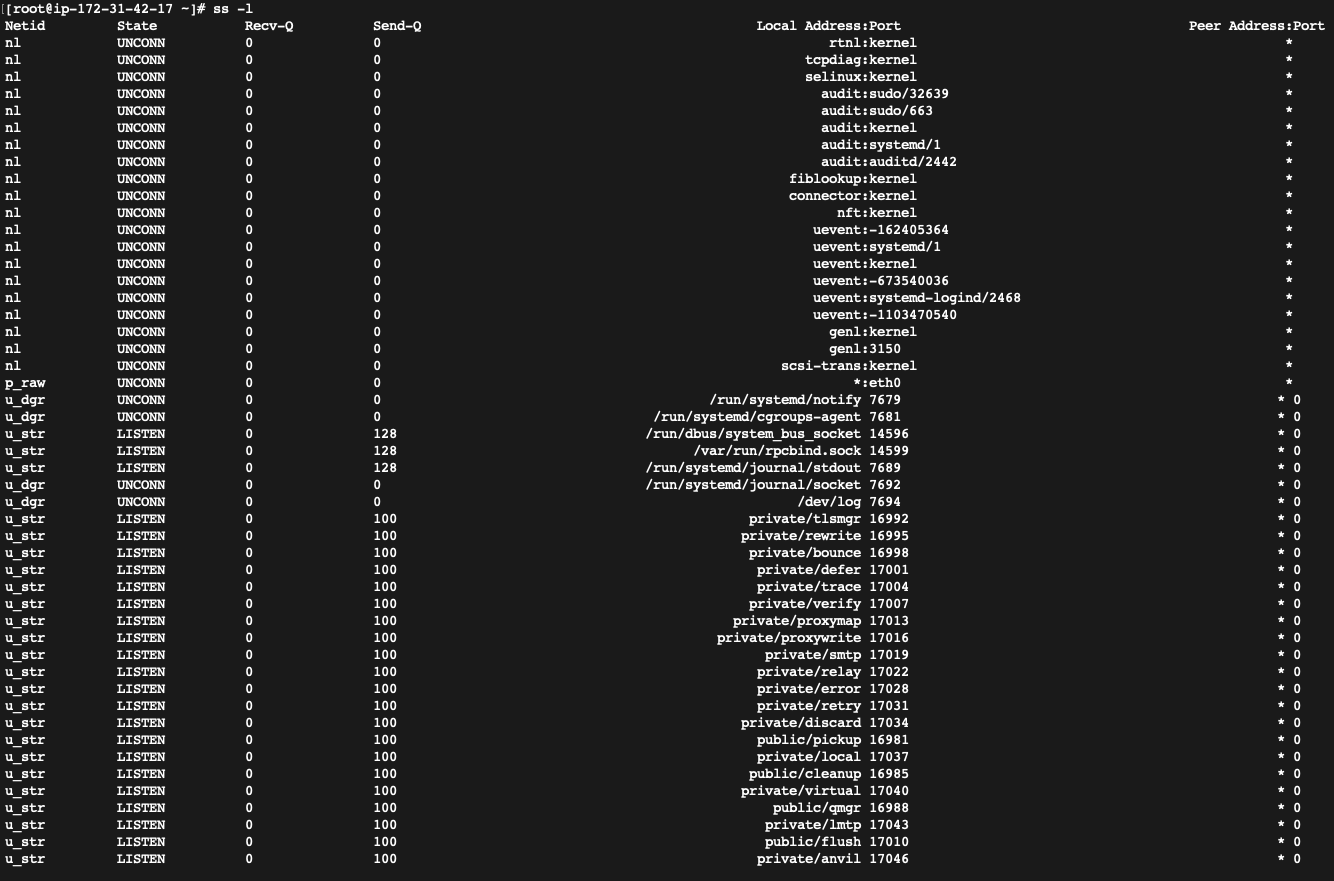 [[root@ip-172-31-42-17 ~]# ss -l
Netid State Recv-Q Send-Q Local Address:Port Peer Address:Port
nl UNCONN 0 0 rtnl:kernel *
nl UNCONN 0 0 tcpdiag:kernel *
nl UNCONN 0 0 selinux:kernel *
nl UNCONN 0 0 audit:sudo/32639 *
nl UNCONN 0 0 audit:sudo/663 *
nl UNCONN 0 0 audit:kernel *
nl UNCONN 0 0 audit:systemd/1 *
nl UNCONN 0 0 audit:auditd/2442 *
nl UNCONN 0 0 fiblookup:kernel *
nl UNCONN 0 0 connector:kernel *
nl UNCONN 0 0 nft:kernel *
nl UNCONN 0 0 uevent:-162405364 *
nl UNCONN 0 0 uevent:systemd/1 *
nl UNCONN 0 0 uevent:kernel *
nl UNCONN 0 0 uevent:-673540036 *
nl UNCONN 0 0 uevent:systemd-logind/2468 *
nl UNCONN 0 0 uevent:-1103470540 *
nl UNCONN 0 0 genl:kernel *
nl UNCONN 0 0 genl:3150 *
nl UNCONN 0 0 scsi-trans:kernel *
p_raw UNCONN 0 0 *:eth0 *
u_dgr UNCONN 0 0 /run/systemd/notify 7679 * 0
u_dgr UNCONN 0 0 /run/systemd/cgroups-agent 7681 * 0
u_str LISTEN 0 128 /run/dbus/system_bus_socket 14596 * 0
u_str LISTEN 0 128 /var/run/rpcbind.sock 14599 * 0
u_str LISTEN 0 128 /run/systemd/journal/stdout 7689 * 0
u_dgr UNCONN 0 0 /run/systemd/journal/socket 7692 * 0
u_dgr UNCONN 0 0 /dev/log 7694 * 0
u_str LISTEN 0 100 private/tlsmgr 16992 * 0
u_str LISTEN 0 100 private/rewrite 16995 * 0
u_str LISTEN 0 100 private/bounce 16998 * 0
u_str LISTEN 0 100 private/defer 17001 * 0
u_str LISTEN 0 100 private/trace 17004 * 0
u_str LISTEN 0 100 private/verify 17007 * 0
u_str LISTEN 0 100 private/proxymap 17013 * 0
u_str LISTEN 0 100 private/proxywrite 17016 * 0
u_str LISTEN 0 100 private/smtp 17019 * 0
u_str LISTEN 0 100 private/relay 17022 * 0
u_str LISTEN 0 100 private/error 17028 * 0
u_str LISTEN 0 100 private/retry 17031 * 0
u_str LISTEN 0 100 private/discard 17034 * 0
u_str LISTEN 0 100 public/pickup 16981 * 0
u_str LISTEN 0 100 private/local 17037 * 0
u_str LISTEN 0 100 public/cleanup 16985 * 0
u_str LISTEN 0 100 private/virtual 17040 * 0
u_str LISTEN 0 100 public/qmgr 16988 * 0
u_str LISTEN 0 100 private/lmtp 17043 * 0
u_str LISTEN 0 100 public/flush 17010 * 0
u_str LISTEN 0 100 private/anvil 17046 * 0